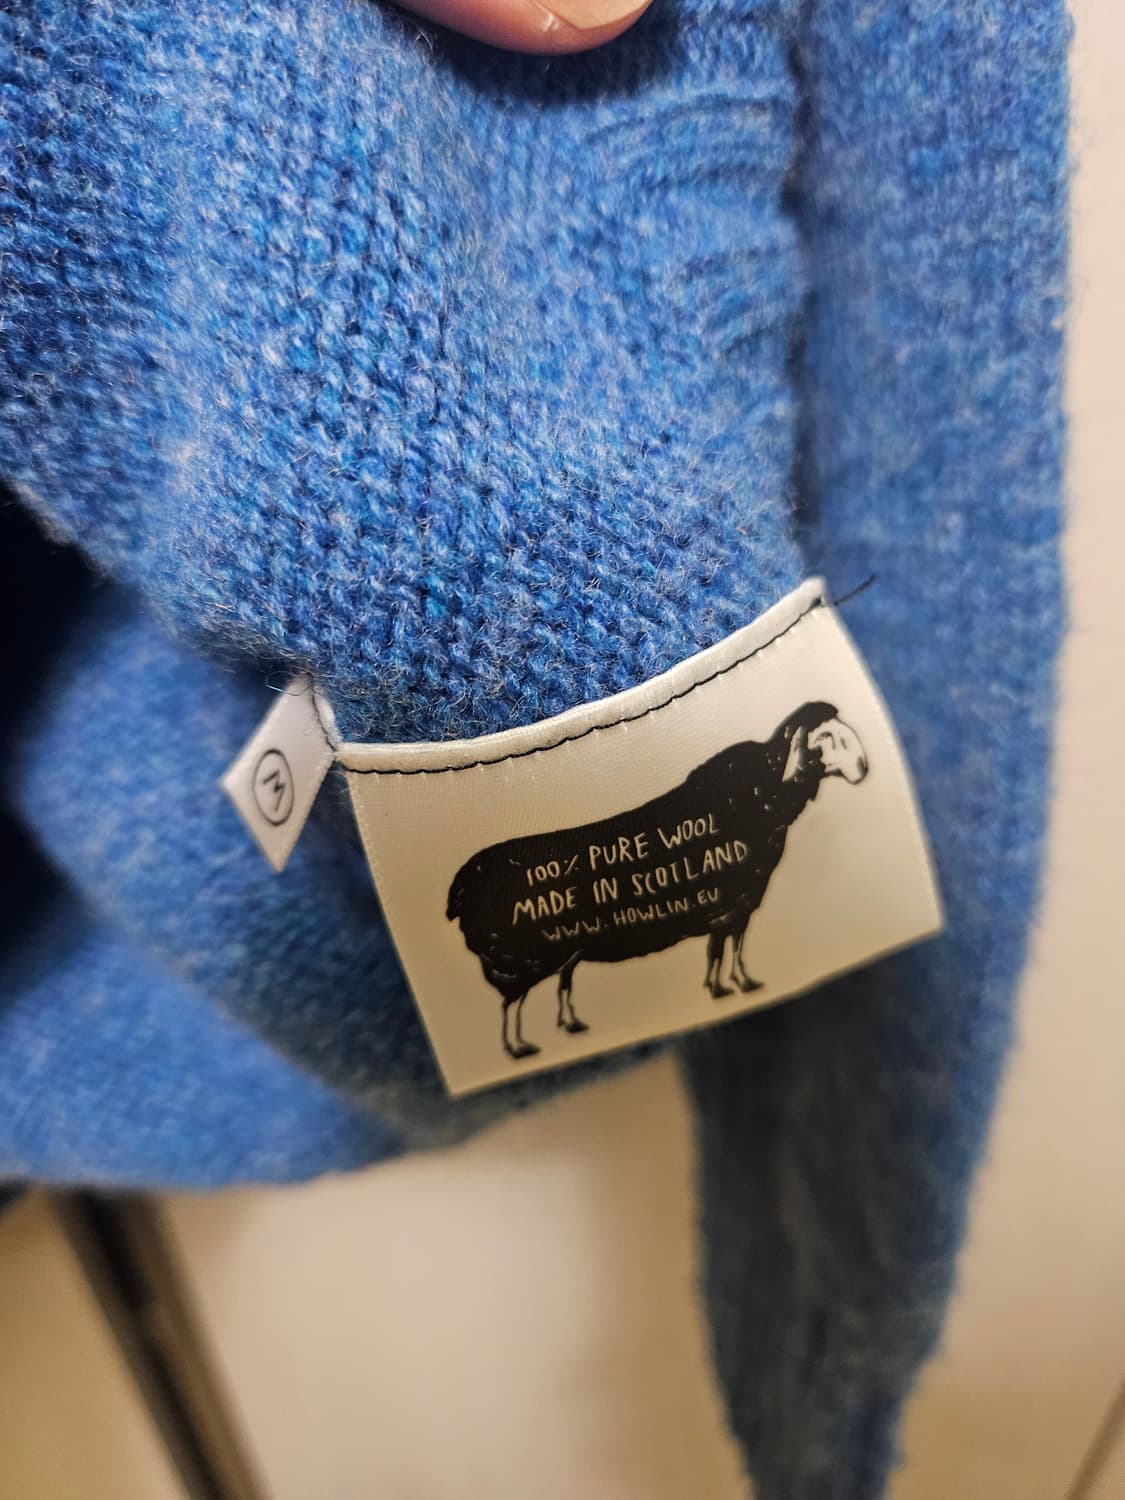 M
100% PURE WOOL
MADE IN SCOTLAND
WWW.HOWLIN.EU